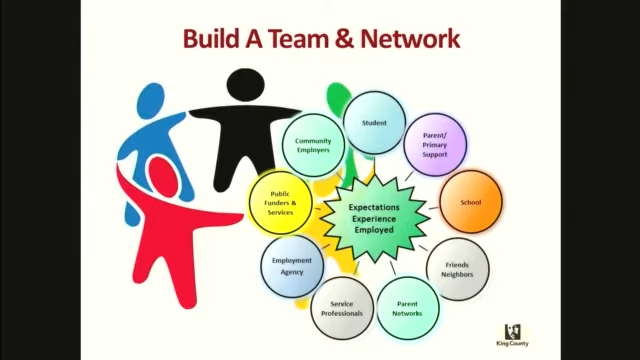 Build A Team & Network
Student
Parent/
Primary
Support
School
Friends
Neighbors
Parent
Networks
Service
Professionals
Employment
Agency
Public
Funders &
Services
Community
Employers
Expectations
Experience
Employed
King County